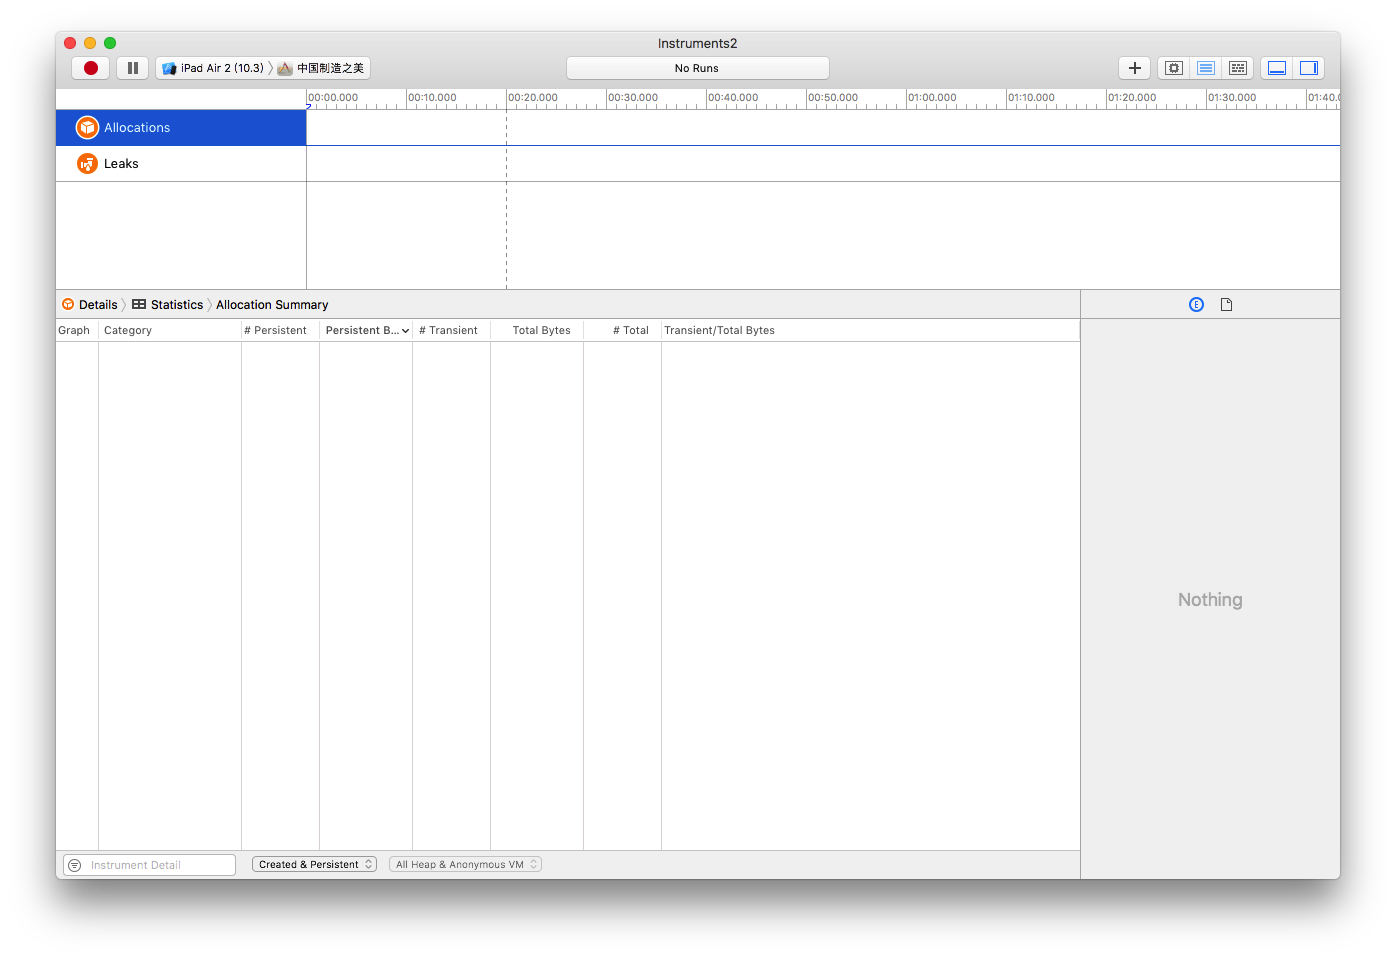 Instruments2
iPad Air 2 (10.3) 中国制造之美
No Runs
00:00.000 00:10.000 00:20.000 00:30.000 00:40.000 00:50.000 01:00.000 01:10.000 01:20.000 01:30.000 01:40.0
Allocations
Leaks
Details Statistics Allocation Summary
E
Graph Category # Persistent Persistent B... # Transient Total Bytes # Total Transient/Total Bytes
Nothing
Instrument Detail Created & Persistent All Heap & Anonymous VM